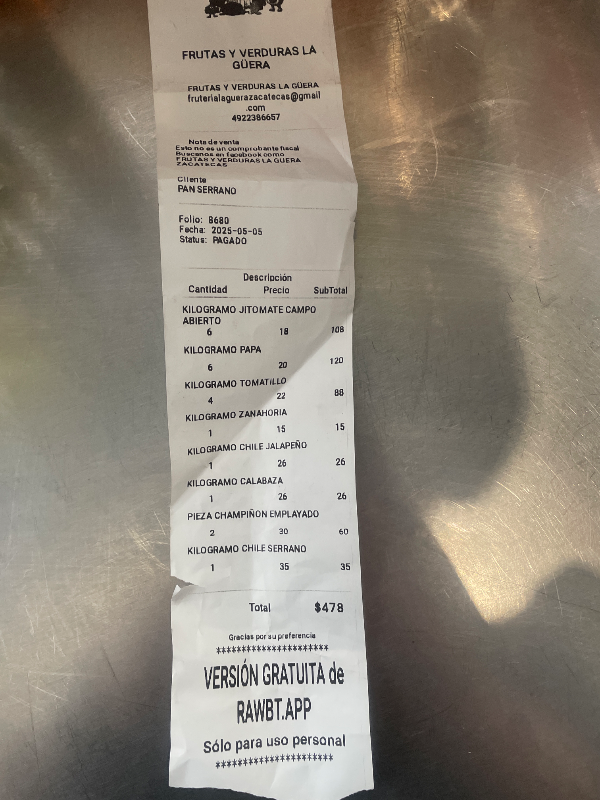 FRUTAS Y VERDURAS LA
GÜERA
FRUTAS Y VERDURAS LA GÜERA
fruterialaguerazacatecas@gmail
.com
4922386657
Nota de venta
Esto no es un comprobante fiscal
Buscanos en facebook como
FRUTAS Y VERDURAS LA GUERA
ZACATECAS
Cliente
PAN SERRANO
Folio: 8680
Fecha: 2025-05-05
Status: PAGADO
Descripción
Cantidad Precio SubTotal
KILOGRAMO JITOMATE CAMPO
ABIERTO
6 18 108
KILOGRAMO PAPA
6 20 120
KILOGRAMO TOMATILLO
4 22 88
KILOGRAMO ZANAHORIA
1 15 15
KILOGRAMO CHILE JALAPEÑO
1 26 26
KILOGRAMO CALABAZA
1 26 26
PIEZA CHAMPIÑON EMPLAYADO
2 30 60
KILOGRAMO CHILE SERRANO
1 35 35
Total $478
Gracias por su preferencia
***********************
VERSIÓN GRATUITA de
RAWBT.APP
Sólo para uso personal
***********************